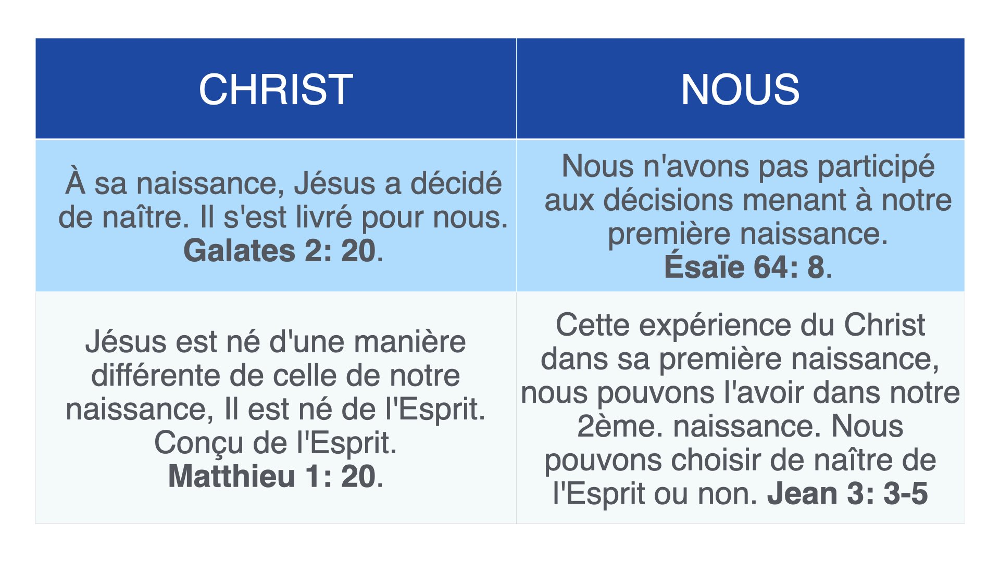 CHRIST
NOUS
À sa naissance, Jésus a décidé
de naître. Il s'est livré pour nous.
Galates 2: 20.
Nous n'avons pas participé
aux décisions menant à notre
première naissance.
Ésaïe 64: 8.
Jésus est né d'une manière
différente de celle de notre
naissance, Il est né de l'Esprit.
Conçu de l'Esprit.
Matthieu 1: 20.
Cette expérience du Christ
dans sa première naissance,
nous pouvons l'avoir dans notre
2ème. naissance. Nous
pouvons choisir de naître de
l'Esprit ou non. Jean 3: 3-5